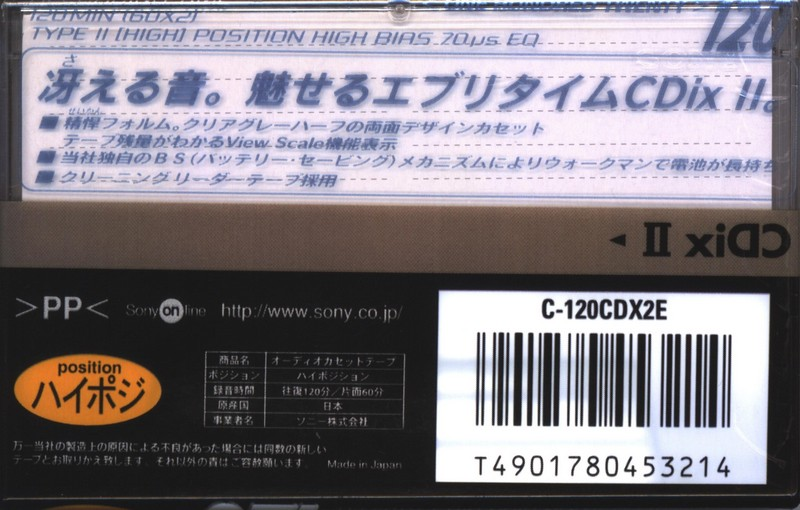 120MIN (60X2)
TYPE II [HIGH] POSITION HIGH BIAS 70μs EQ
120
さ
冴える音。魅せるエブリタイムCDix II。
せいかん
■ 精悍フォルム。クリアグレーハーフの両面デザインカセット
テープ残量がわかるView Scale機能表示
■ 当社独自のBS(バッテリー・セービング)メカニズムによりウォークマンで電池が長持ち
■ クリーニングリーダーテープ採用
CDix II ►
>PP< Sony on line http://www.sony.co.jp/
position
ハイポジ
商品名 オーディオカセットテープ
ポジション ハイポジション
録音時間 往復120分/片面60分
原産国 日本
事業者名 ソニー株式会社
万一当社の製造上の原因による不良があった場合には同数の新しい
テープとお取りかえ致します。それ以外の責はご容赦願います。 Made in Japan
C-120CDX2E
T4901780453214